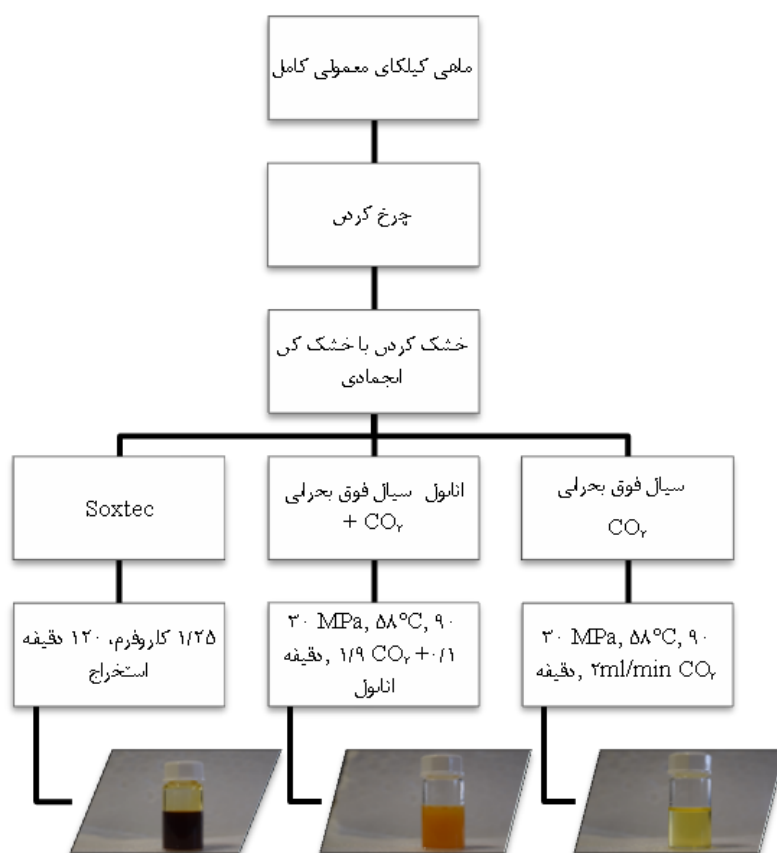 ماهی کیلکای معمولی کامل
چرخ کردن
خشک کردن با خشک کن
انجمادی
سیال فوق بحرانی
CO۲
اتانول سیال فوق بحرانی
+ CO۲
Soxtec
۳۰ MPa, ۵۸°C, ۹۰
دقیقه, ۲ml/min CO۲
۳۰ MPa, ۵۸°C, ۹۰
دقیقه, ۱/۹ CO۲ +۰/۱
اتانول
۱/۲۵ کلروفرم، ۱۲۰ دقیقه
استخراج